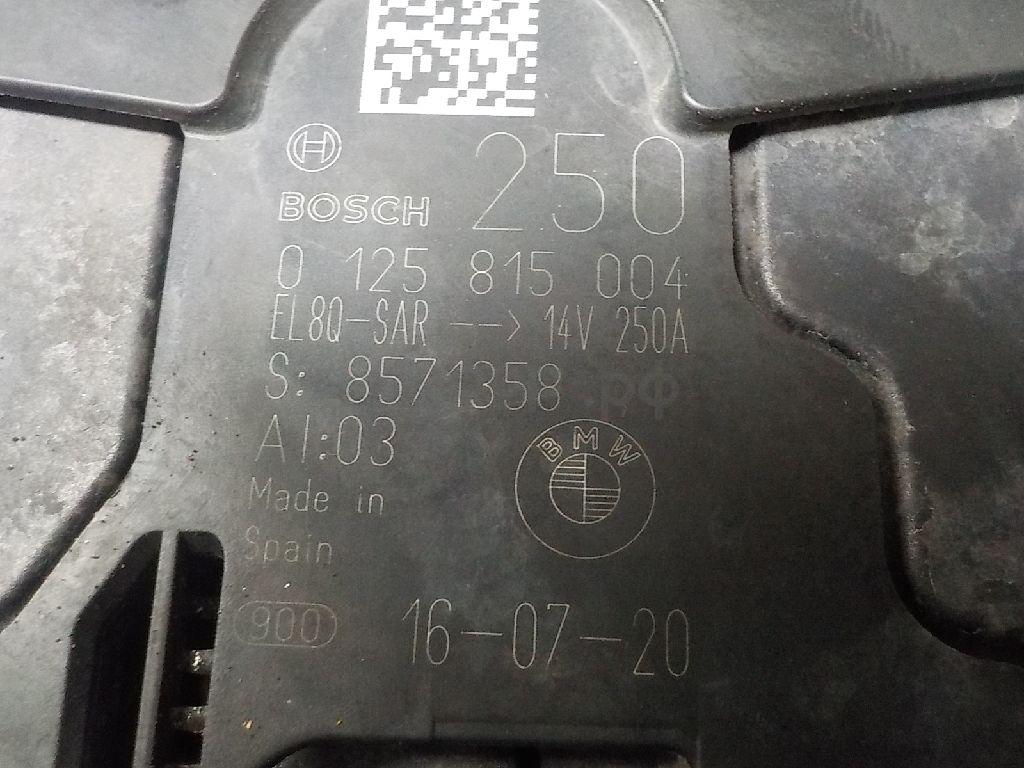 250
BOSCH
0 125 815 004
EL8Q-SAR --> 14V 250A
S: 8571358
.рф
AI:03
BMW
Made in
Spain
900
16-07-20